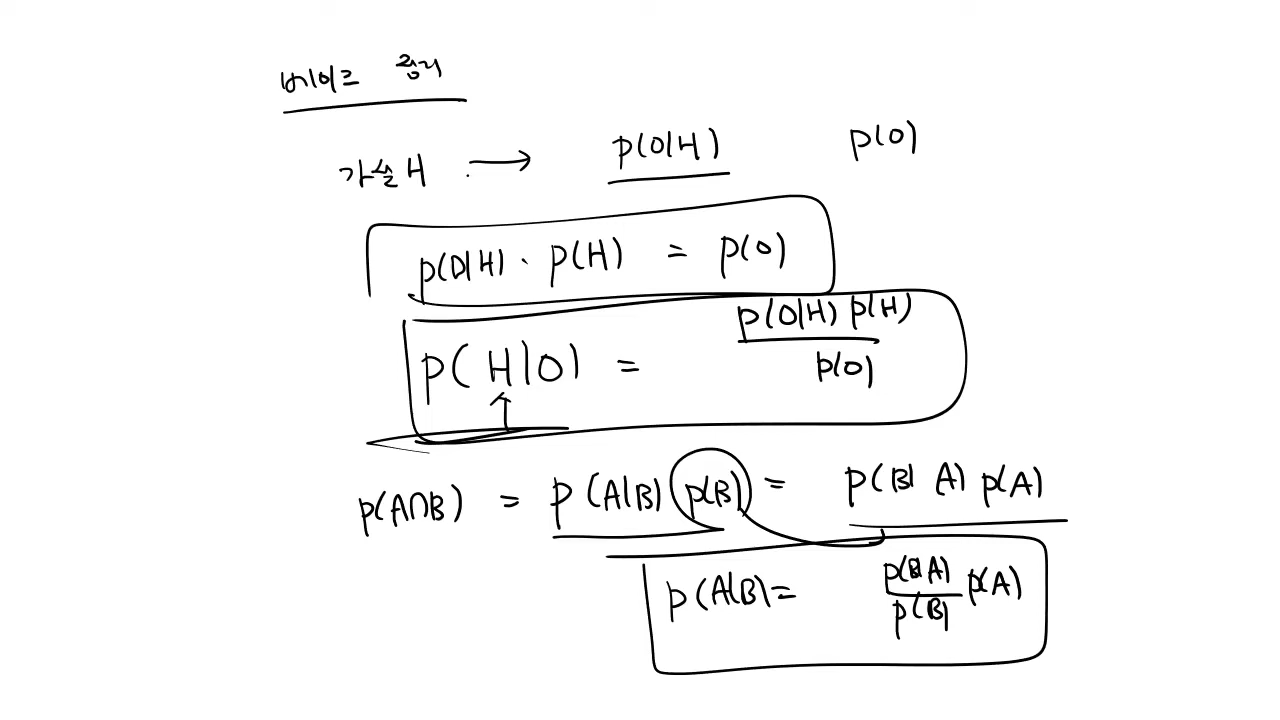 베이즈 정리
가설 H → p(O|H) p(O)
p(O|H) · p(H) = p(O)
p(H|O) = p(O|H) p(H) / p(O)
p(A∩B) = p(A|B) p(B) = p(B|A) p(A)
p(A|B) = p(B|A) / p(B) p(A)